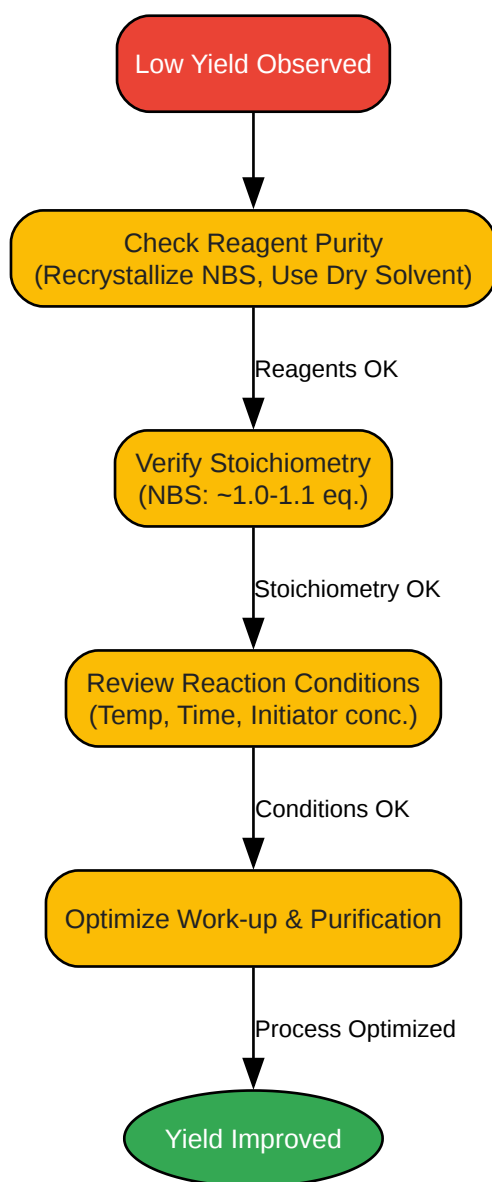 Low Yield Observed
Check Reagent Purity
(Recrystallize NBS, Use Dry Solvent)
Reagents OK
Verify Stoichiometry
(NBS: ~1.0-1.1 eq.)
Stoichiometry OK
Review Reaction Conditions
(Temp, Time, Initiator conc.)
Conditions OK
Optimize Work-up & Purification
Process Optimized
Yield Improved